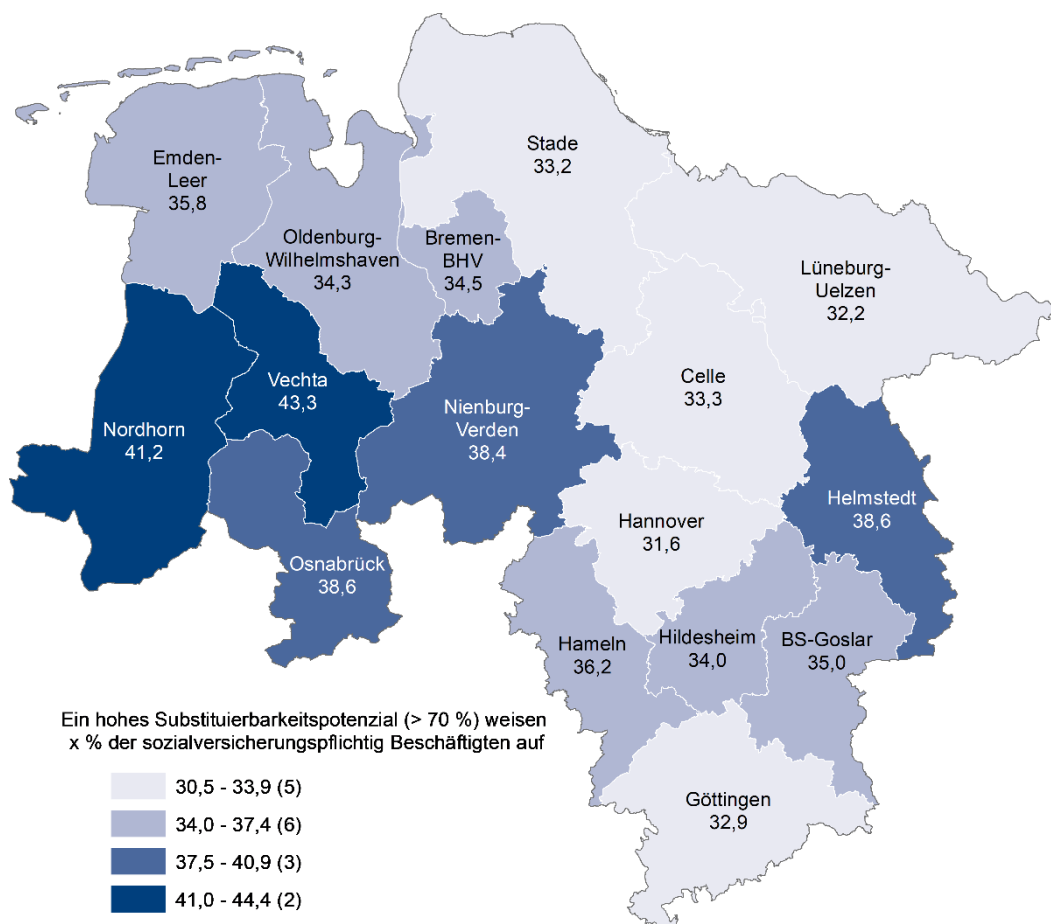 Stade
33,2
Emden-
Leer
35,8
Oldenburg-
Wilhelmshaven
34,3
Bremen-
BHV
34,5
Lüneburg-
Uelzen
32,2
Celle
33,3
Vechta
43,3
Nienburg-
Verden
38,4
Nordhorn
41,2
Helmstedt
38,6
Hannover
31,6
Osnabrück
38,6
Hameln
36,2
Hildesheim
34,0
BS-Goslar
35,0
Göttingen
32,9
Ein hohes Substituierbarkeitspotenzial (> 70 %) weisen
x % der sozialversicherungspflichtig Beschäftigten auf
30,5 - 33,9 (5)
34,0 - 37,4 (6)
37,5 - 40,9 (3)
41,0 - 44,4 (2)